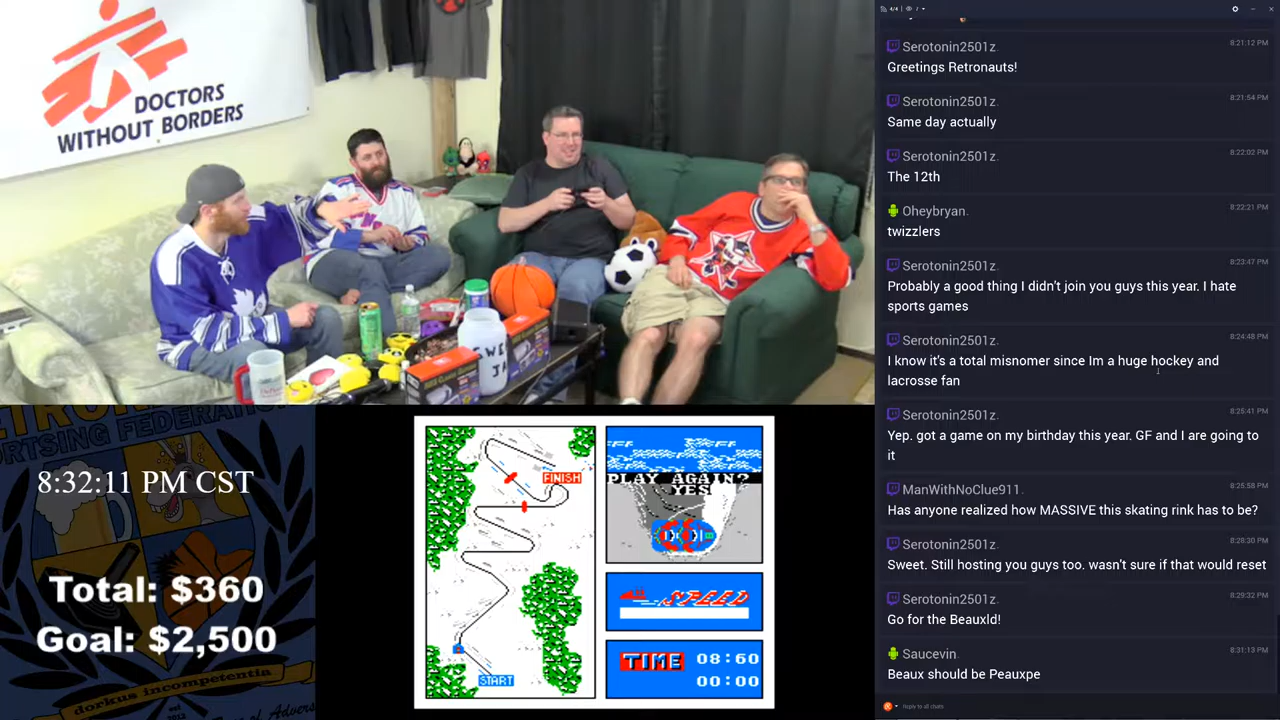 4/4
DOCTORS
WITHOUT BORDERS
Serotonin2501z.
8:21:12 PM
Greetings Retronauts!
Serotonin2501z.
8:21:54 PM
Same day actually
Serotonin2501z.
8:22:02 PM
The 12th
Oheybryan.
8:22:21 PM
twizzlers
Serotonin2501z.
8:23:47 PM
Probably a good thing I didn't join you guys this year. I hate
sports games
Serotonin2501z.
8:24:48 PM
I know it's a total misnomer since Im a huge hockey and
lacrosse fan
Serotonin2501z.
8:25:41 PM
Yep. got a game on my birthday this year. GF and I are going to
it
ManWithNoClue911.
8:25:58 PM
Has anyone realized how MASSIVE this skating rink has to be?
Serotonin2501z.
8:28:30 PM
Sweet. Still hosting you guys too. wasn't sure if that would reset
Serotonin2501z.
8:29:32 PM
Go for the BeauxId!
Saucevin.
8:31:13 PM
Beaux should be Peauxpe
Reply to all chats
8:32:11 PM CST
Total: $360
Goal: $2,500
dorkus incompetentia
FINISH
START
PLAY AGAIN?
YES
SPEED
TIME 08:60
00:00